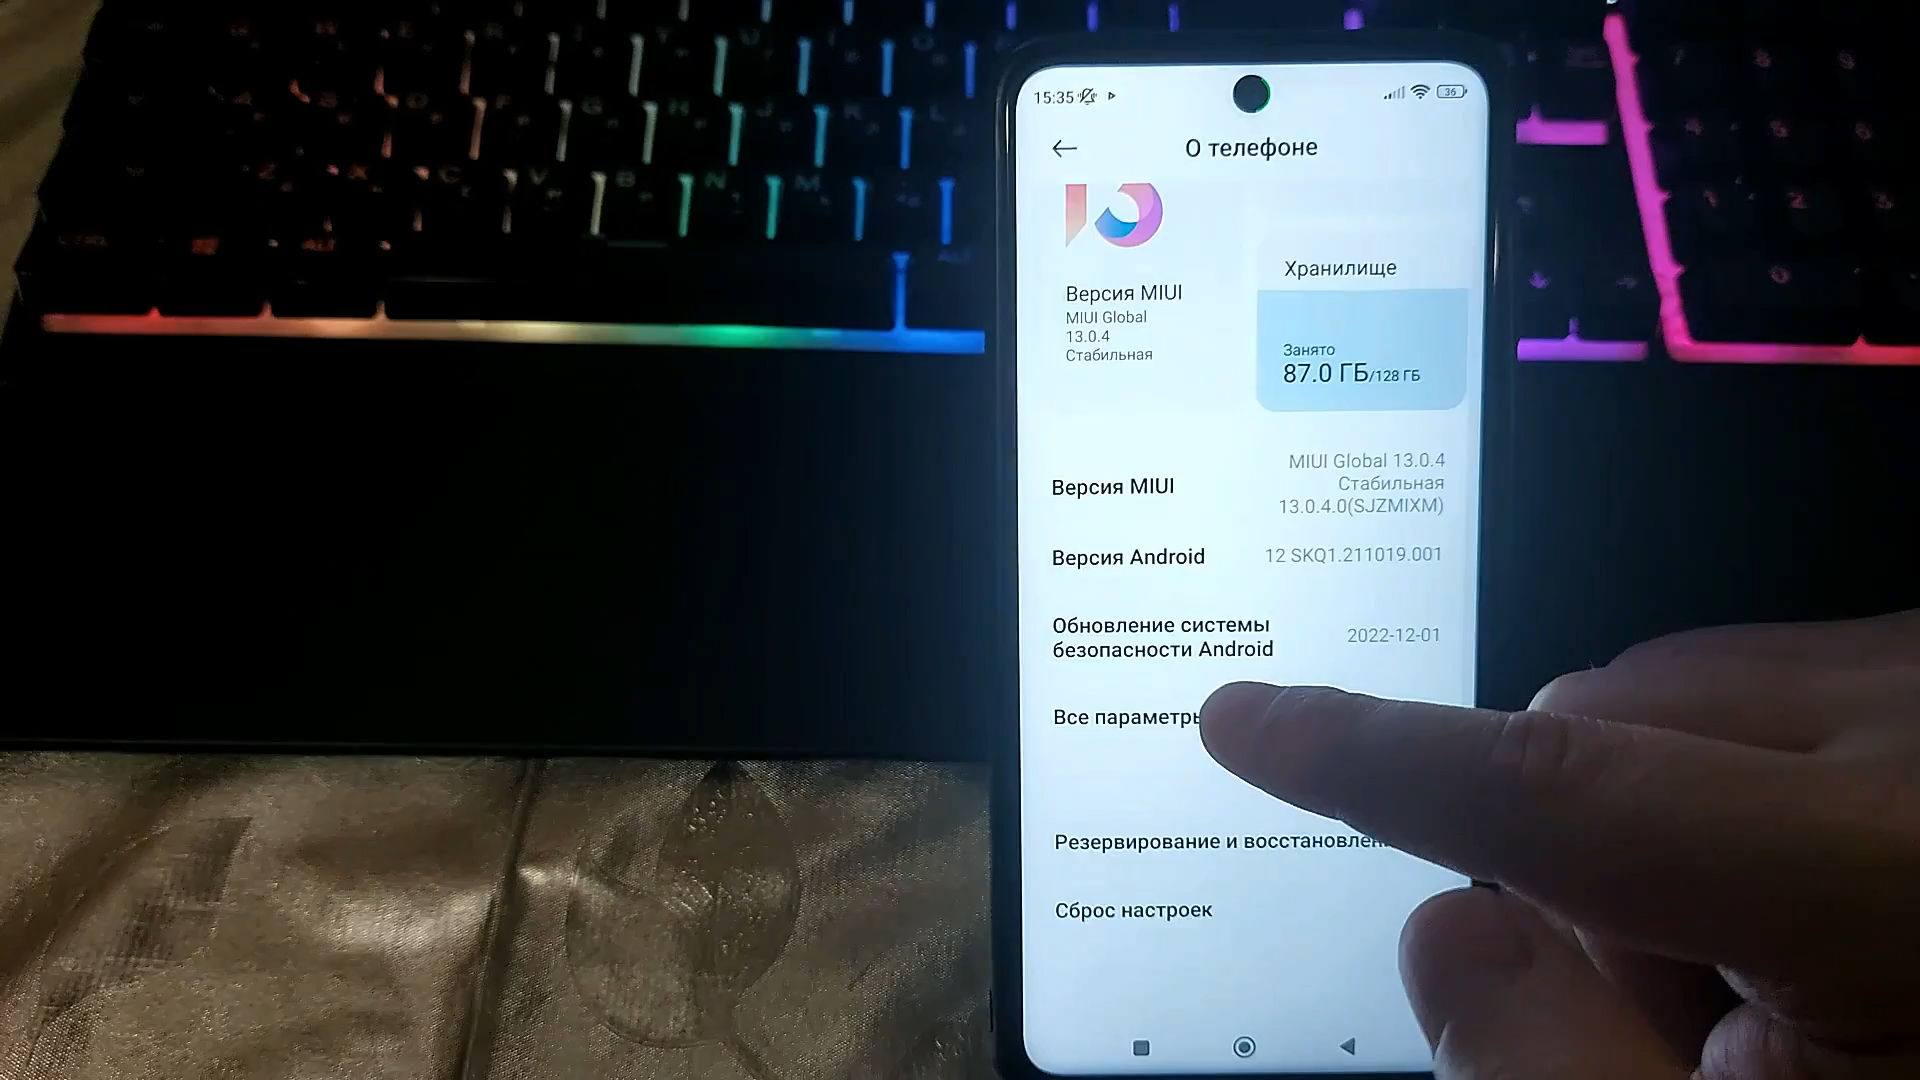 15:35
36
О телефоне
Версия MIUI
MIUI Global
13.0.4
Стабильная
Хранилище
Занято
87.0 ГБ/128 ГБ
Версия MIUI
MIUI Global 13.0.4
Стабильная
13.0.4.0(SJZMIXM)
Версия Android
12 SKQ1.211019.001
Обновление системы
безопасности Android
2022-12-01
Все параметры
Резервирование и
Сброс настроек